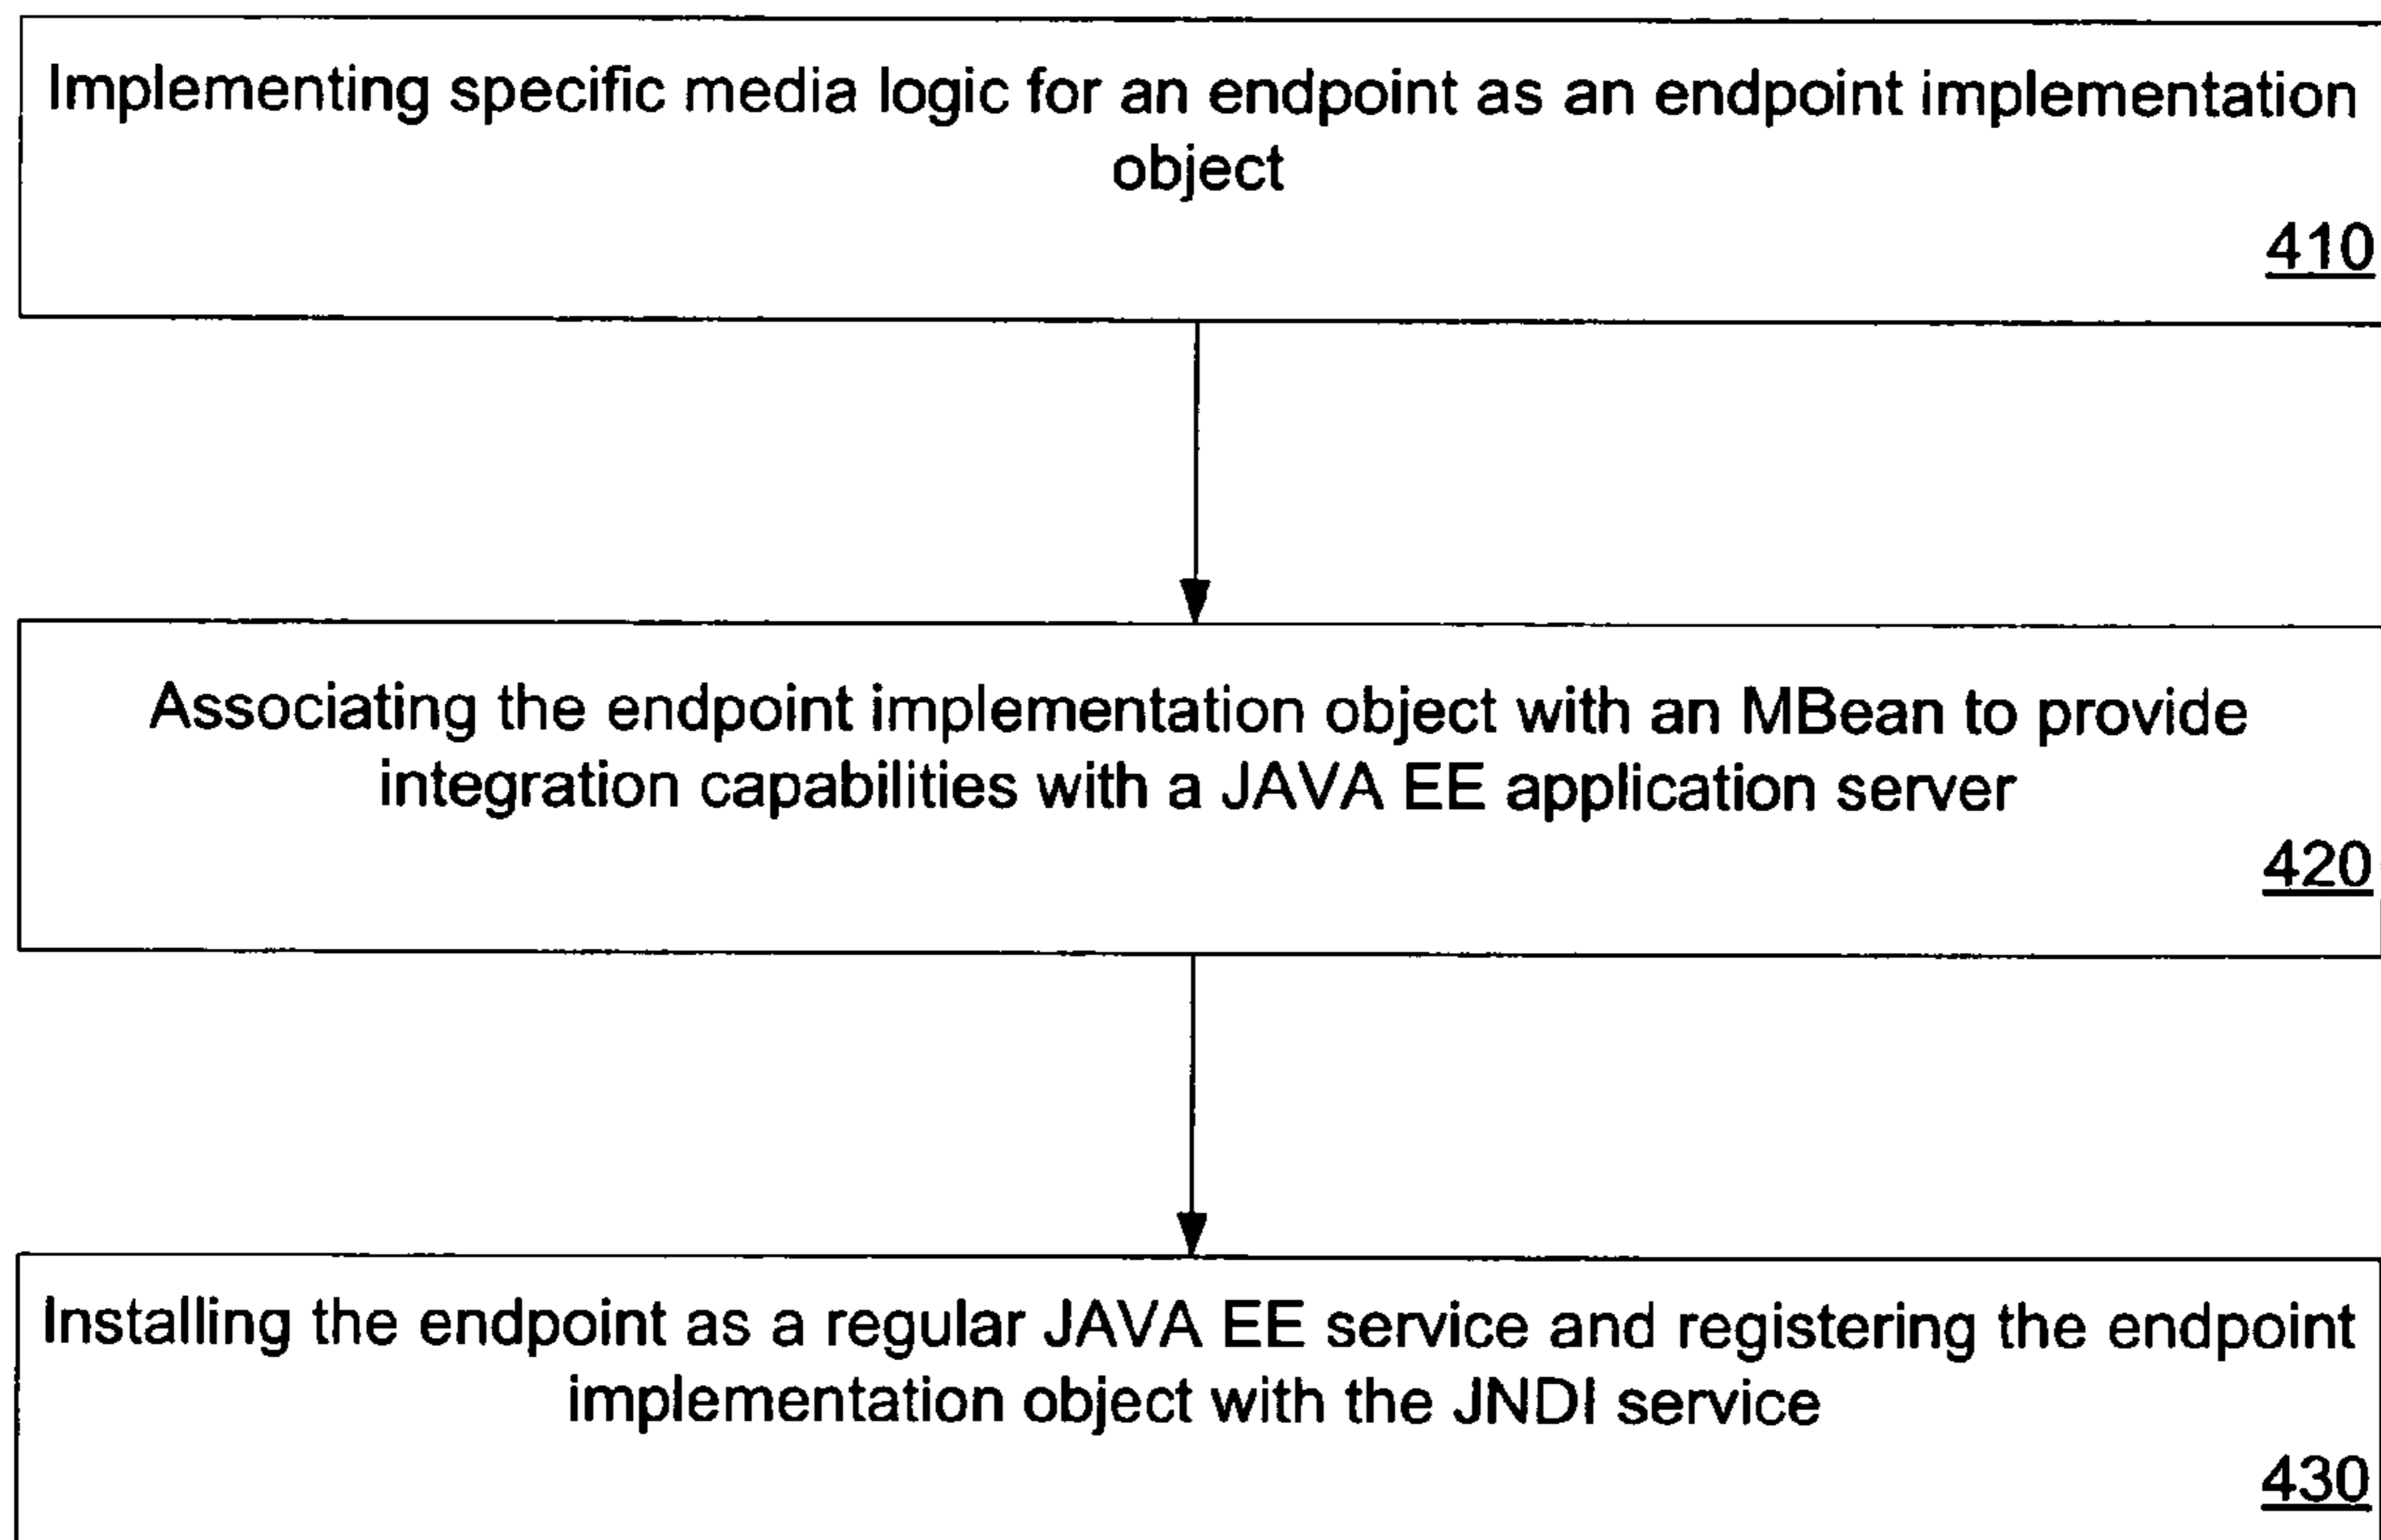 Implementing specific media logic for an endpoint as an endpoint implementation
object
410
Associating the endpoint implementation object with an MBean to provide
integration capabilities with a JAVA EE application server
420
Installing the endpoint as a regular JAVA EE service and registering the endpoint
implementation object with the JNDI service
430